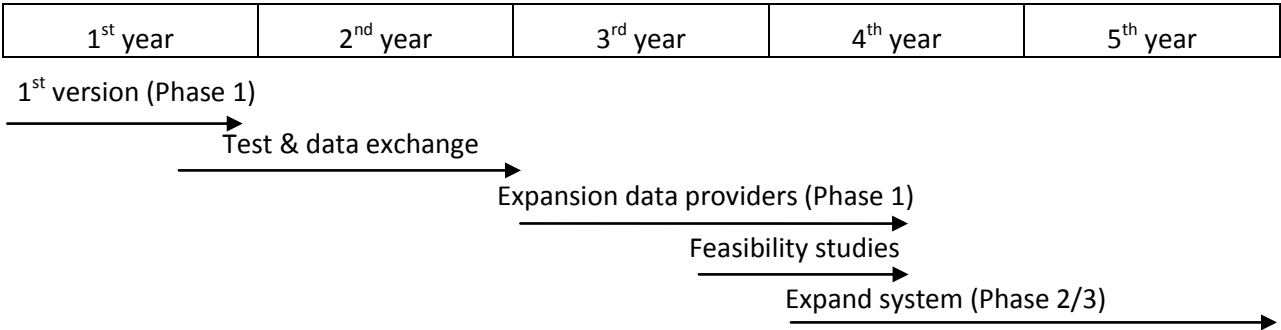 1st year 2nd year 3rd year 4th year 5th year
1st version (Phase 1)
Test & data exchange
Expansion data providers (Phase 1)
Feasibility studies
Expand system (Phase 2/3)